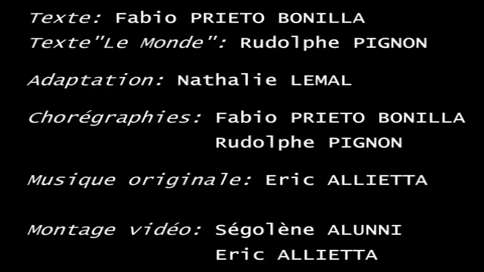 Texte: Fabio PRIETO BONILLA
Texte"Le Monde": Rudolphe PIGNON
Adaptation: Nathalie LEMAL
Chorégraphies: Fabio PRIETO BONILLA
Rudolphe PIGNON
Musique originale: Eric ALLIETTA
Montage vidéo: Ségolène ALUNNI
Eric ALLIETTA